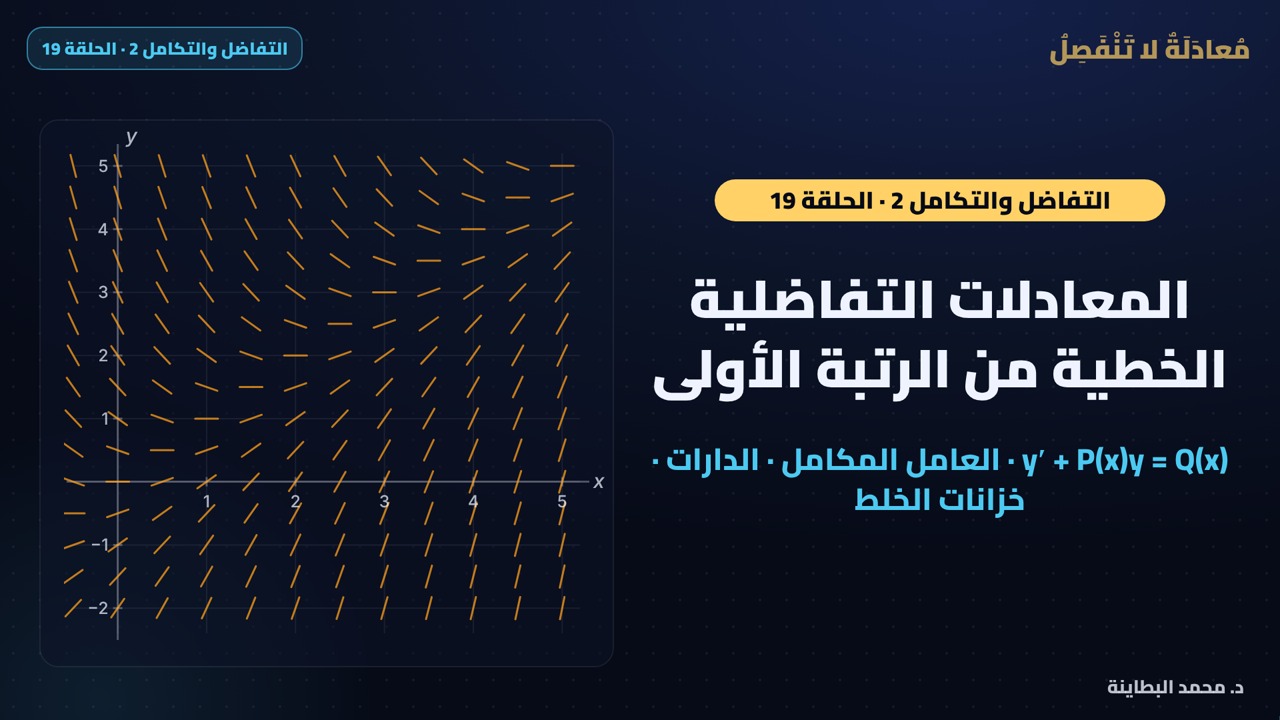 مُعادَلَةٌ لا تَنْفَصِلُ
التفاضل والتكامل 2 · الحلقة 19
التفاضل والتكامل 2 · الحلقة 19
المعادلات التفاضلية
الخطية من الرتبة الأولى
y′ + P(x)y = Q(x) · العامل المكامل · الدارات ·
خزانات الخلط
y
5
4
3
2
1
−1
−2
1 2 3 4 5 x
د. محمد البطاينة